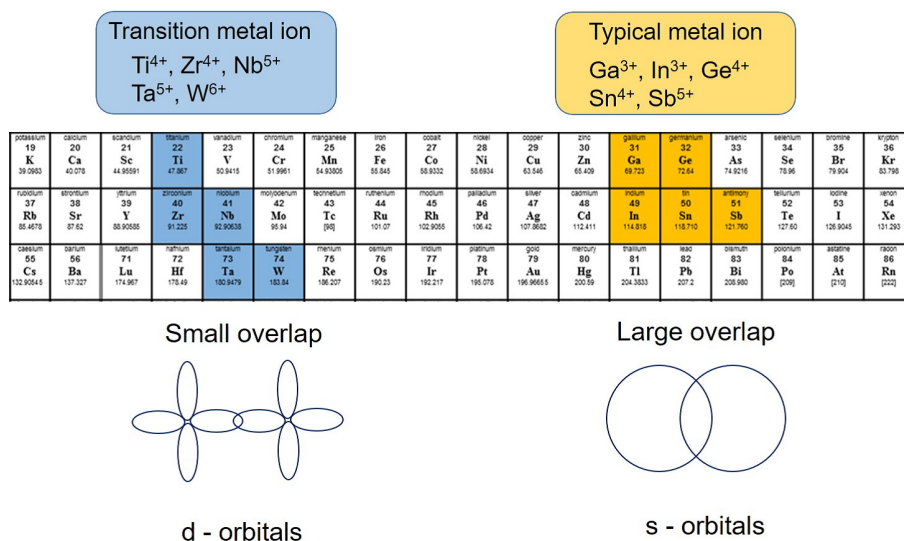 Transition metal ion
Ti4+, Zr4+, Nb5+
Ta5+, W6+
Typical metal ion
Ga3+, In3+, Ge4+
Sn4+, Sb5+
potassium calcium scandium titanium vanadium chromium manganese iron cobalt nickel copper zinc gallium germanium arsenic selenium bromine krypton
19 20 21 22 23 24 25 26 27 28 29 30 31 32 33 34 35 36
K Ca Sc Ti V Cr Mn Fe Co Ni Cu Zn Ga Ge As Se Br Kr
39.0983 40.078 44.95591 47.867 50.9415 51.9961 54.93805 55.845 58.9332 58.6934 63.546 65.409 69.723 72.64 74.9216 78.96 79.904 83.798
rubidium strontium yttrium zirconium niobium molybdenum technetium ruthenium rhodium palladium silver cadmium indium tin antimony tellurium iodine xenon
37 38 39 40 41 42 43 44 45 46 47 48 49 50 51 52 53 54
Rb Sr Y Zr Nb Mo Tc Ru Rh Pd Ag Cd In Sn Sb Te I Xe
85.4678 87.62 88.90585 91.225 92.90638 95.94 [98] 101.07 102.9055 106.42 107.8682 112.411 114.818 118.710 121.760 127.60 126.9045 131.293
caesium barium lutetium hafnium tantalum tungsten rhenium osmium iridium platinum gold mercury thallium lead bismuth polonium astatine radon
55 56 71 72 73 74 75 76 77 78 79 80 81 82 83 84 85 86
Cs Ba Lu Hf Ta W Re Os Ir Pt Au Hg Tl Pb Bi Po At Rn
132.90545 137.327 174.967 178.49 180.9479 183.84 186.207 190.23 192.217 195.078 196.96655 200.59 204.3833 207.2 208.980 [209] [210] [222]
Small overlap
Large overlap
d - orbitals
s - orbitals